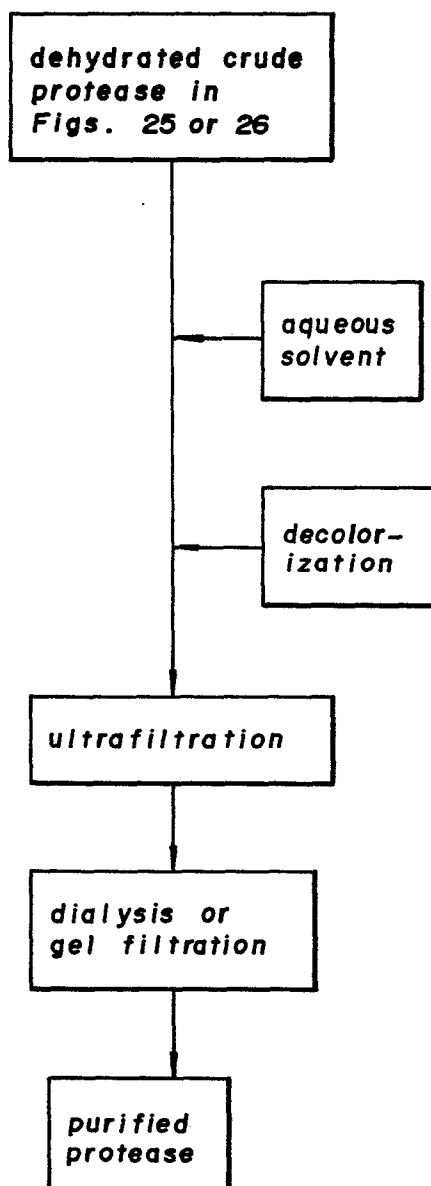 dehydrated crude
protease in
Figs. 25 or 26
aqueous
solvent
decolor-
ization
ultrafiltration
dialysis or
gel filtration
purified
protease